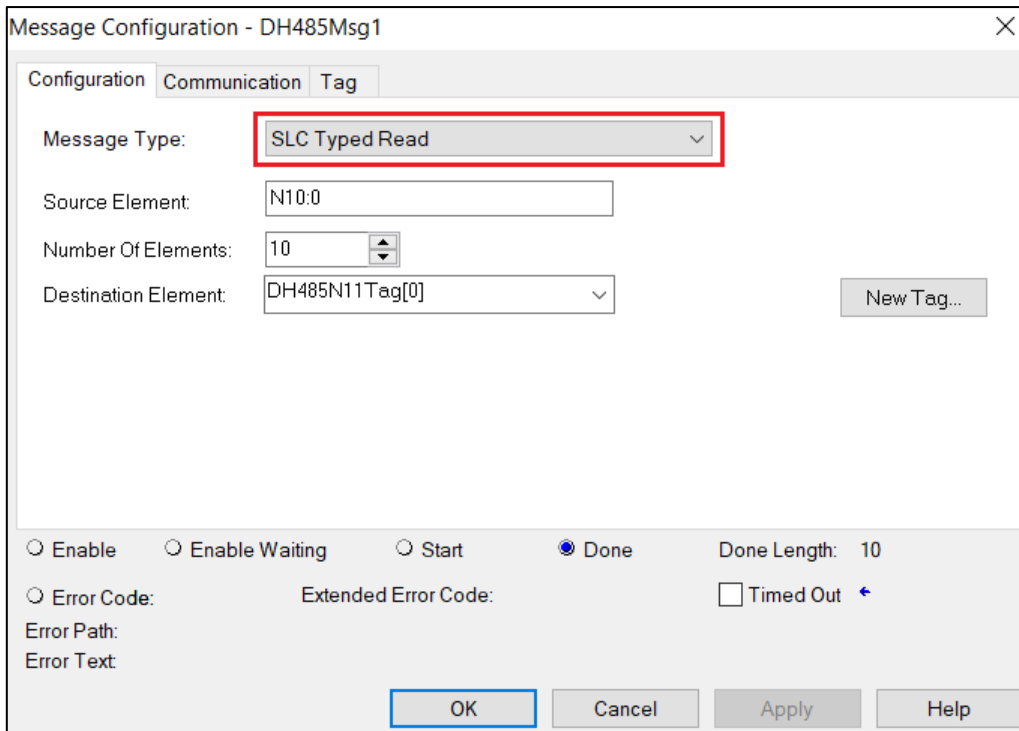 Message Configuration - DH485Msg1
Configuration Communication Tag
Message Type: SLC Typed Read
Source Element: N10:0
Number Of Elements: 10
Destination Element: DH485N11Tag[0] New Tag...
Enable Enable Waiting Start Done Done Length: 10
Error Code: Extended Error Code: Timed Out
Error Path:
Error Text:
OK Cancel Apply Help